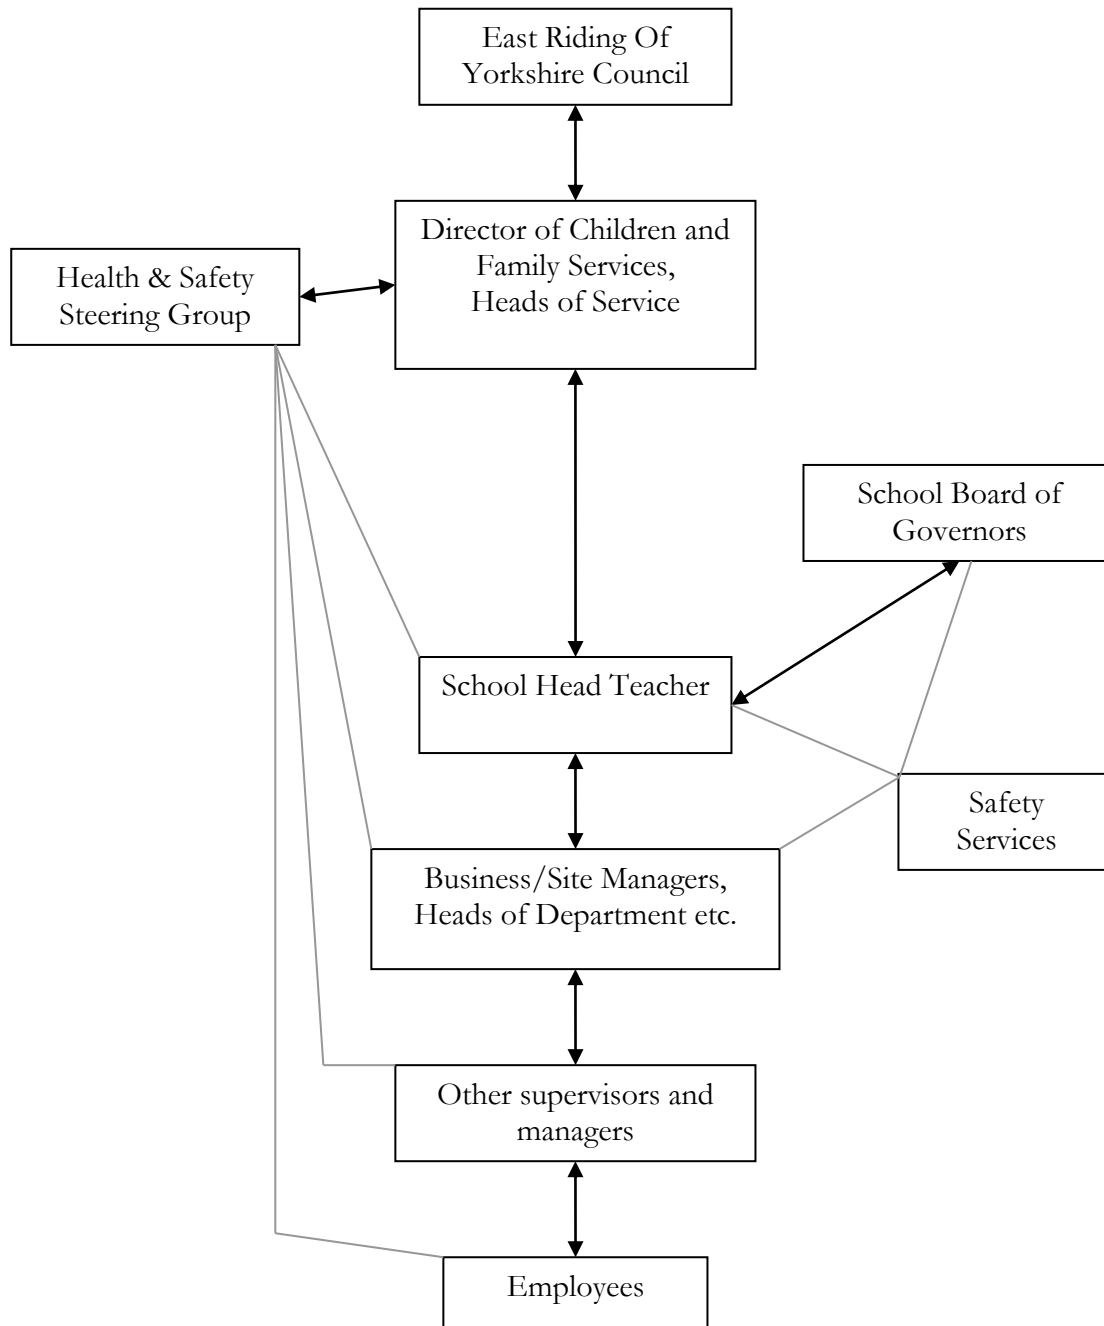 East Riding Of
Yorkshire Council
Director of Children and
Family Services,
Heads of Service
Health & Safety
Steering Group
School Board of
Governors
School Head Teacher
Safety
Services
Business/Site Managers,
Heads of Department etc.
Other supervisors and
managers
Employees